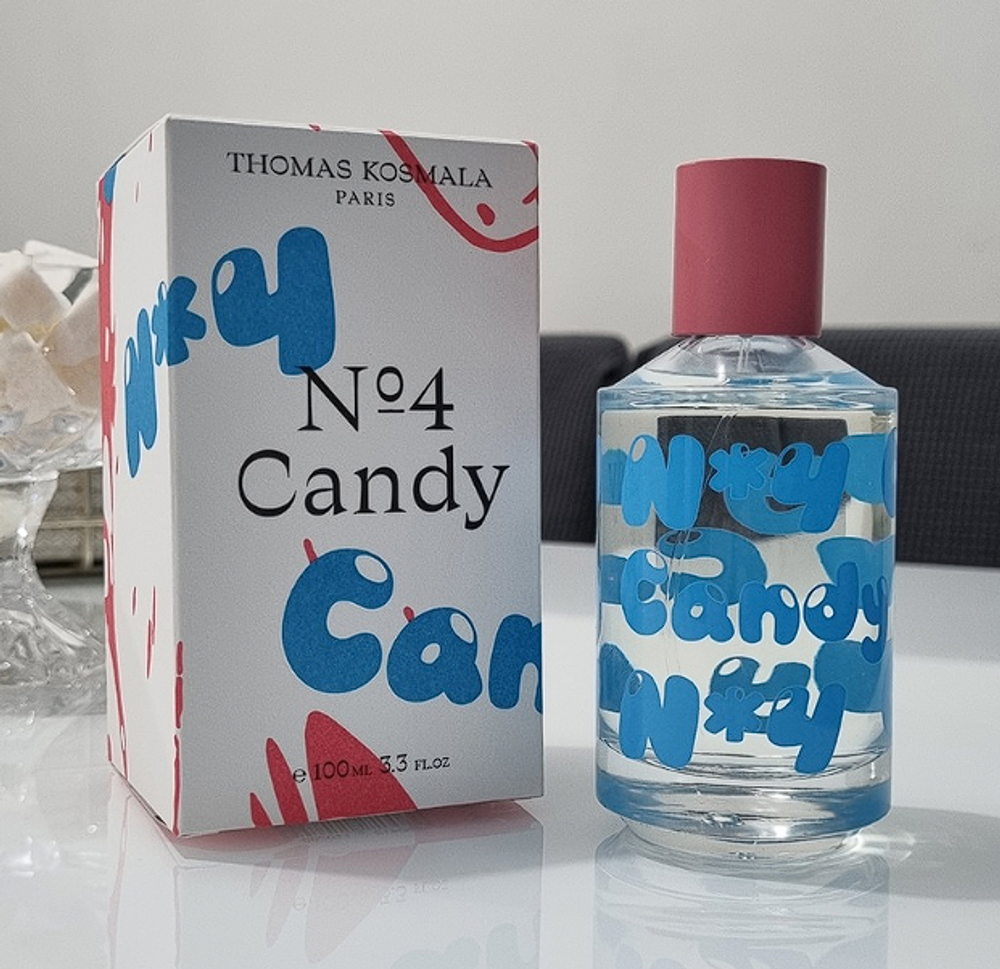 THOMAS KOSMALA
PARIS
N*4
Nº4
Candy
Can
e 100ML 3.3 FL.OZ
N*4
Candy
N*4